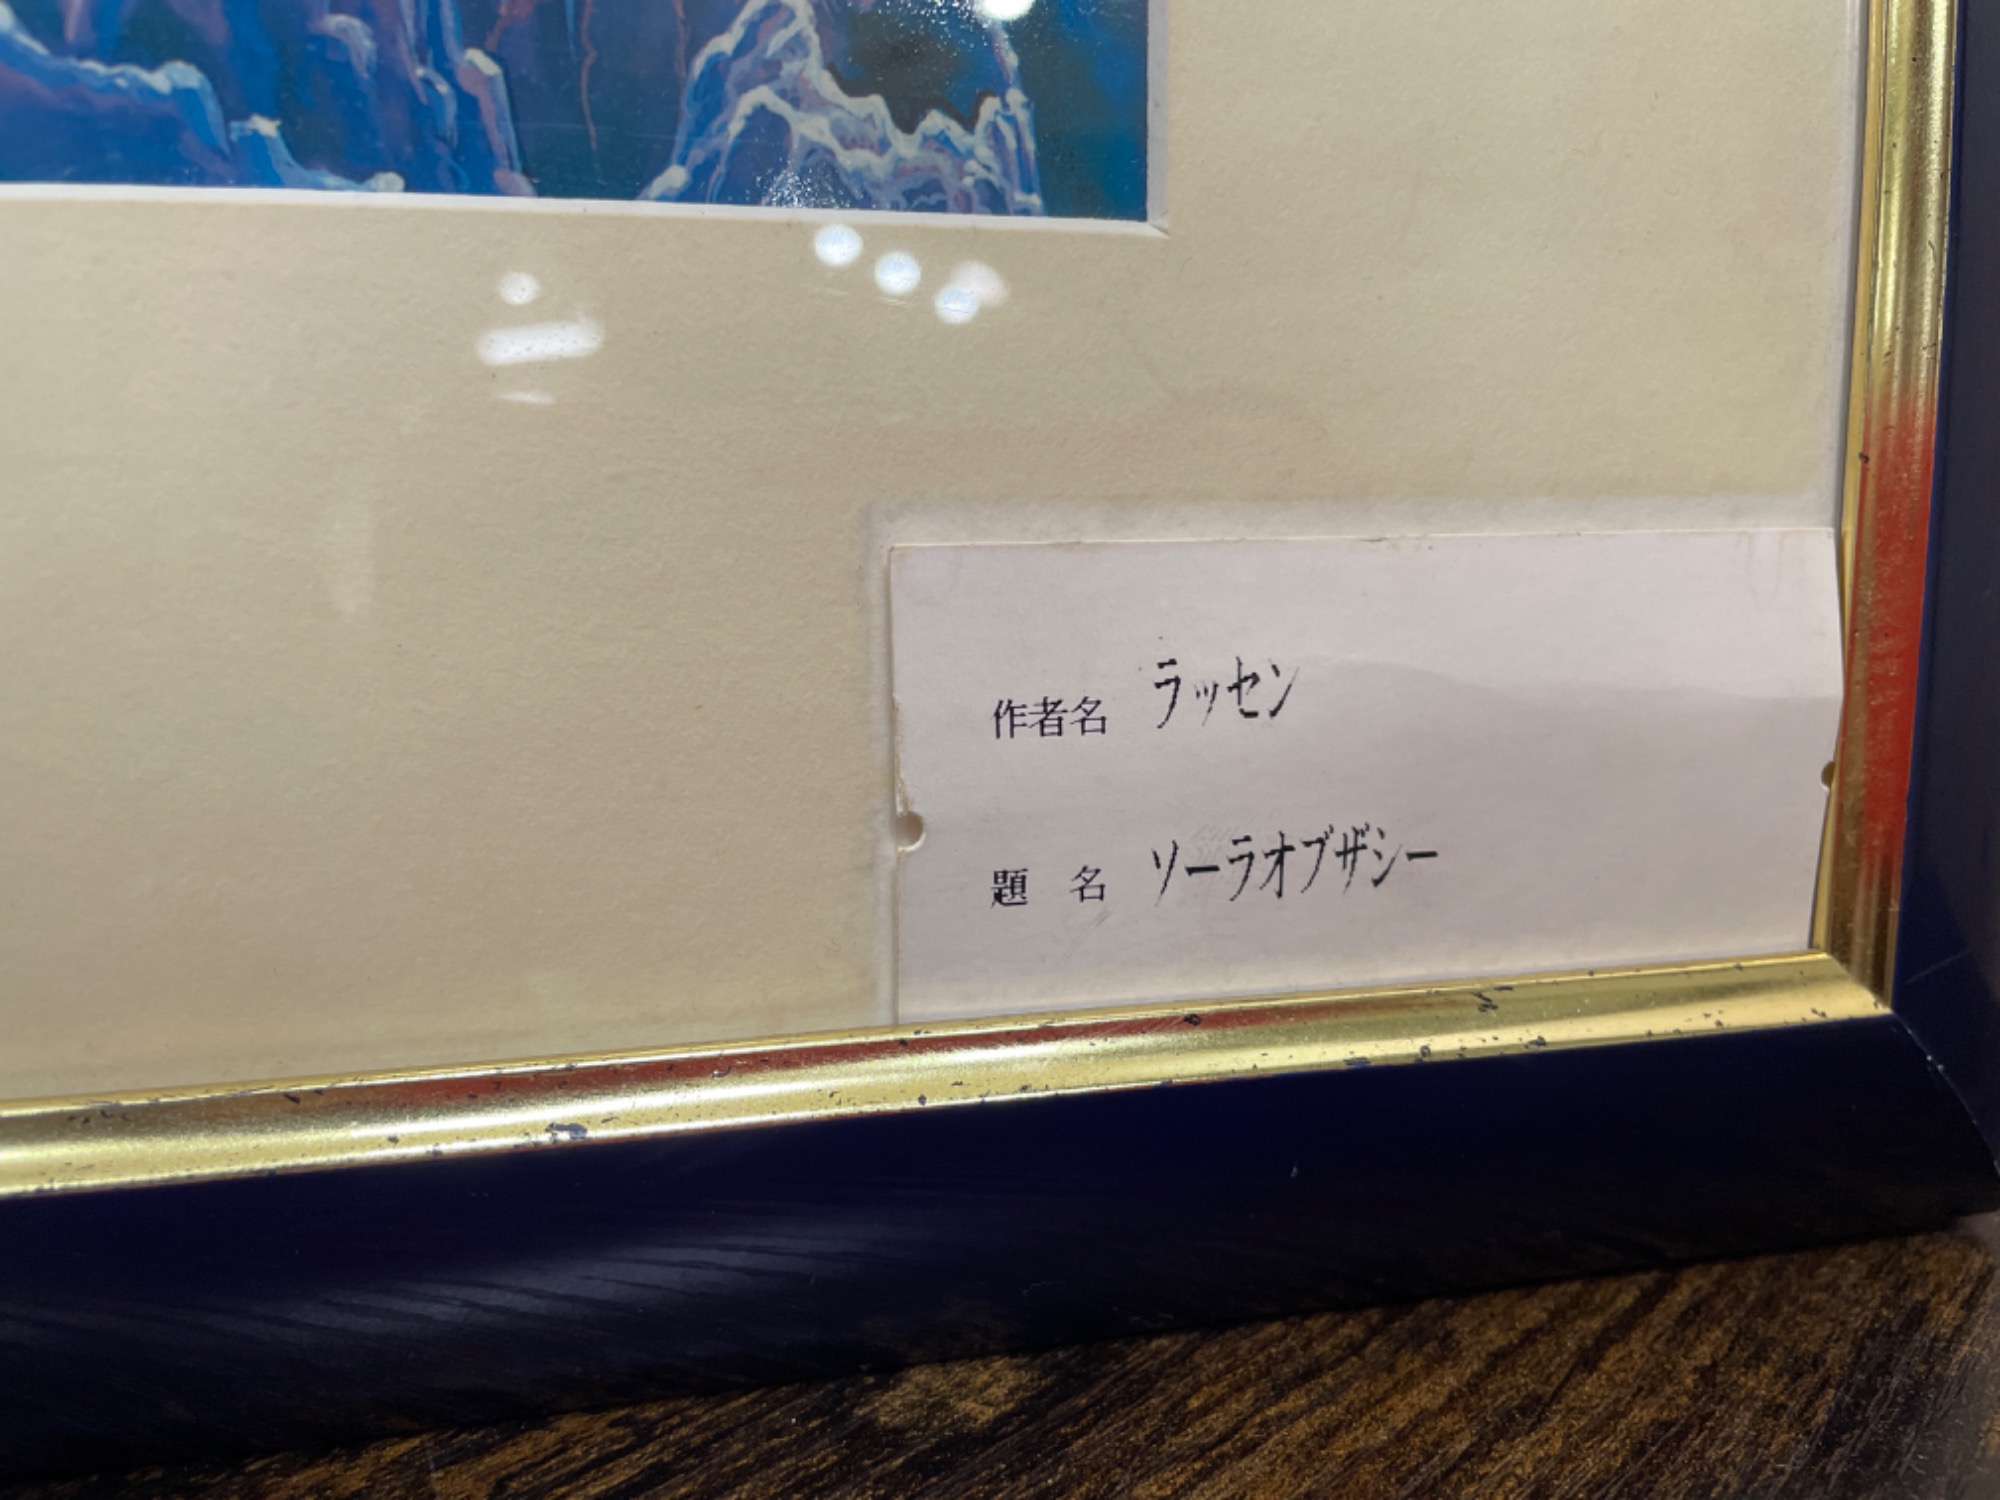 作者名 ラッセン
題 名 ソーラオブザシー